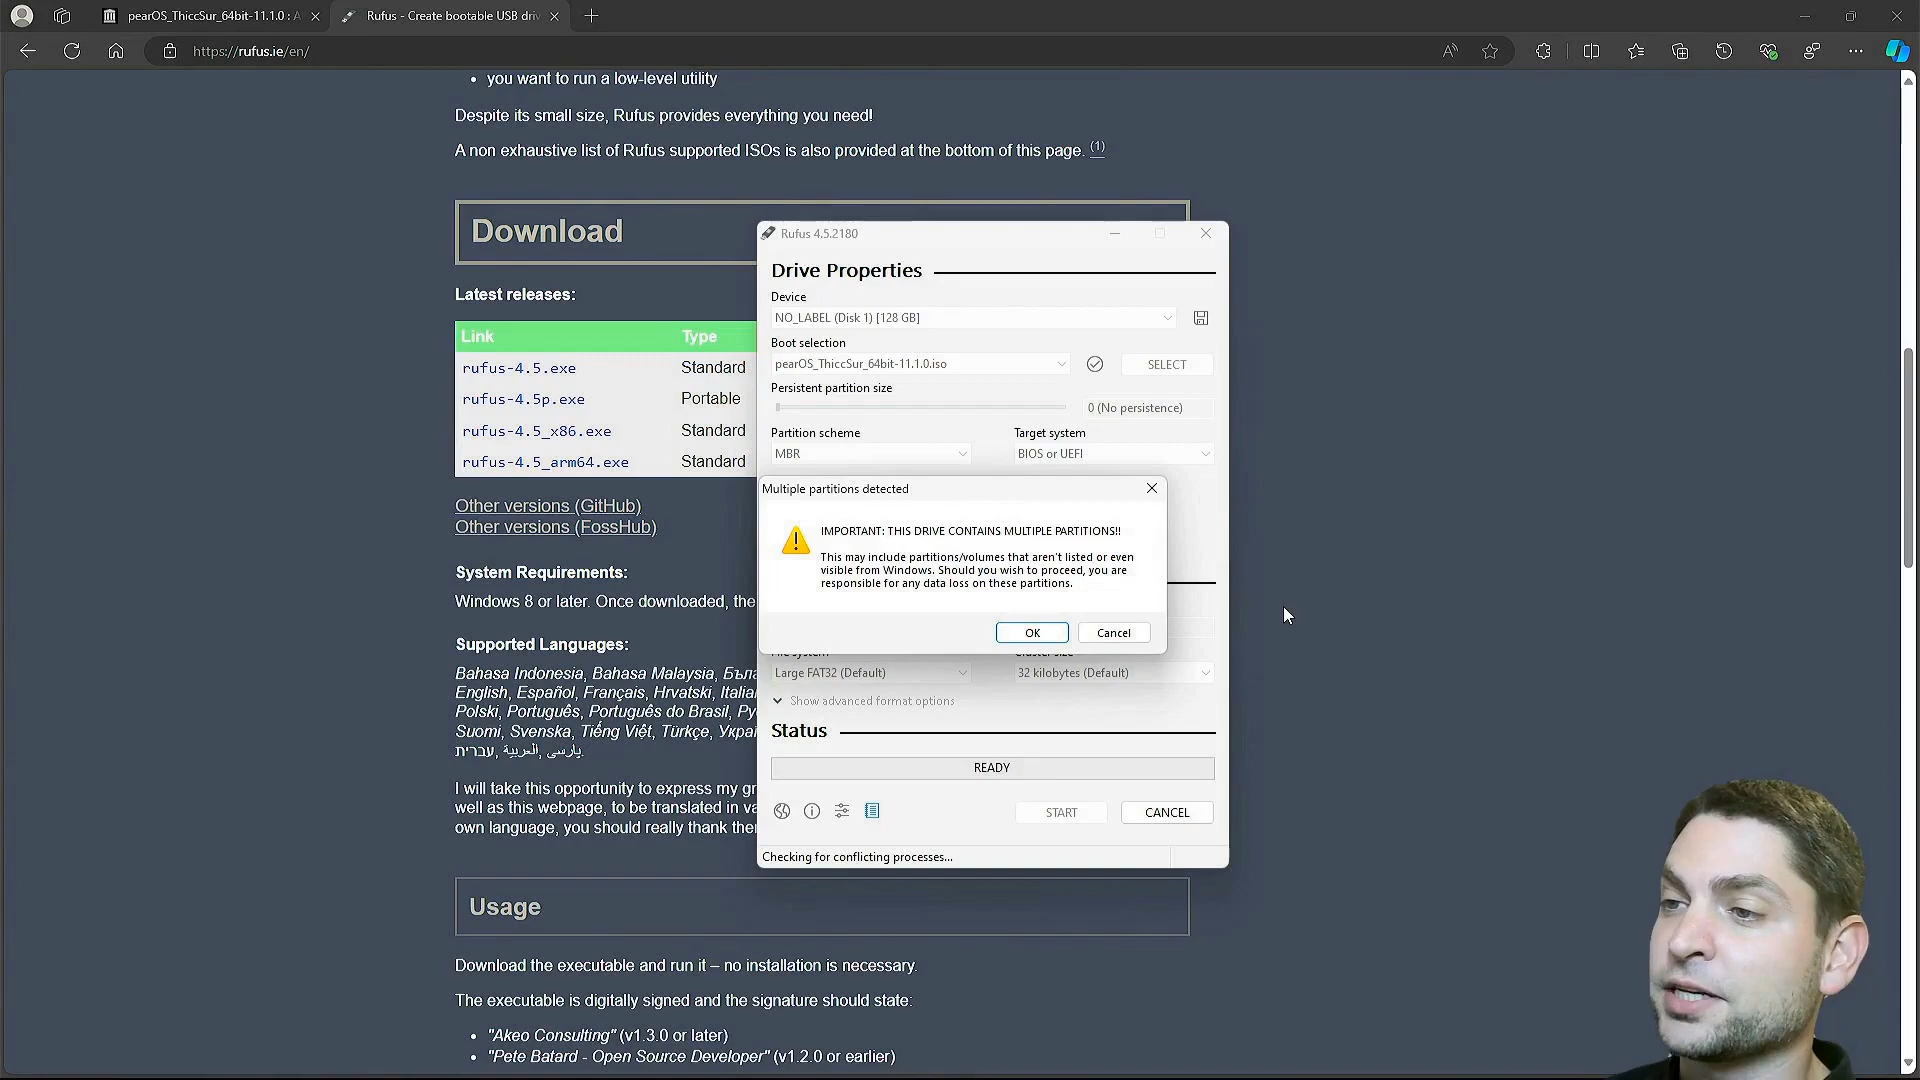 pearOS_ThiccSur_64bit-11.1.0 : A
Rufus - Create bootable USB driv
https://rufus.ie/en/
you want to run a low-level utility
Despite its small size, Rufus provides everything you need!
A non exhaustive list of Rufus supported ISOs is also provided at the bottom of this page. (1)
Download
Latest releases:
Link Type
rufus-4.5.exe Standard
rufus-4.5p.exe Portable
rufus-4.5_x86.exe Standard
rufus-4.5_arm64.exe Standard
Other versions (GitHub)
Other versions (FossHub)
System Requirements:
Windows 8 or later. Once downloaded, the
Supported Languages:
Bahasa Indonesia, Bahasa Malaysia, Бъла
English, Español, Français, Hrvatski, Italia
Polski, Português, Português do Brasil, Ру
Suomi, Svenska, Tiếng Việt, Türkçe, Украї
پارسی ,العربية ,עברית.
I will take this opportunity to express my gr
well as this webpage, to be translated in va
own language, you should really thank the
Usage
Download the executable and run it – no installation is necessary.
The executable is digitally signed and the signature should state:
"Akeo Consulting" (v1.3.0 or later)
"Pete Batard - Open Source Developer" (v1.2.0 or earlier)
Rufus 4.5.2180
Drive Properties
Device
NO_LABEL (Disk 1) [128 GB]
Boot selection
pearOS_ThiccSur_64bit-11.1.0.iso SELECT
Persistent partition size
0 (No persistence)
Partition scheme Target system
MBR BIOS or UEFI
Multiple partitions detected
IMPORTANT: THIS DRIVE CONTAINS MULTIPLE PARTITIONS!!
This may include partitions/volumes that aren't listed or even
visible from Windows. Should you wish to proceed, you are
responsible for any data loss on these partitions.
OK Cancel
File system Cluster size
Large FAT32 (Default) 32 kilobytes (Default)
Show advanced format options
Status
READY
START CANCEL
Checking for conflicting processes...